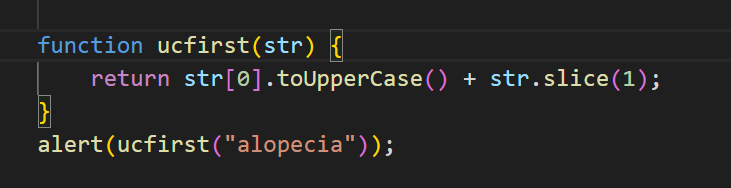 function ucfirst(str) {
    return str[0].toUpperCase() + str.slice(1);
}
alert(ucfirst("alopecia"));